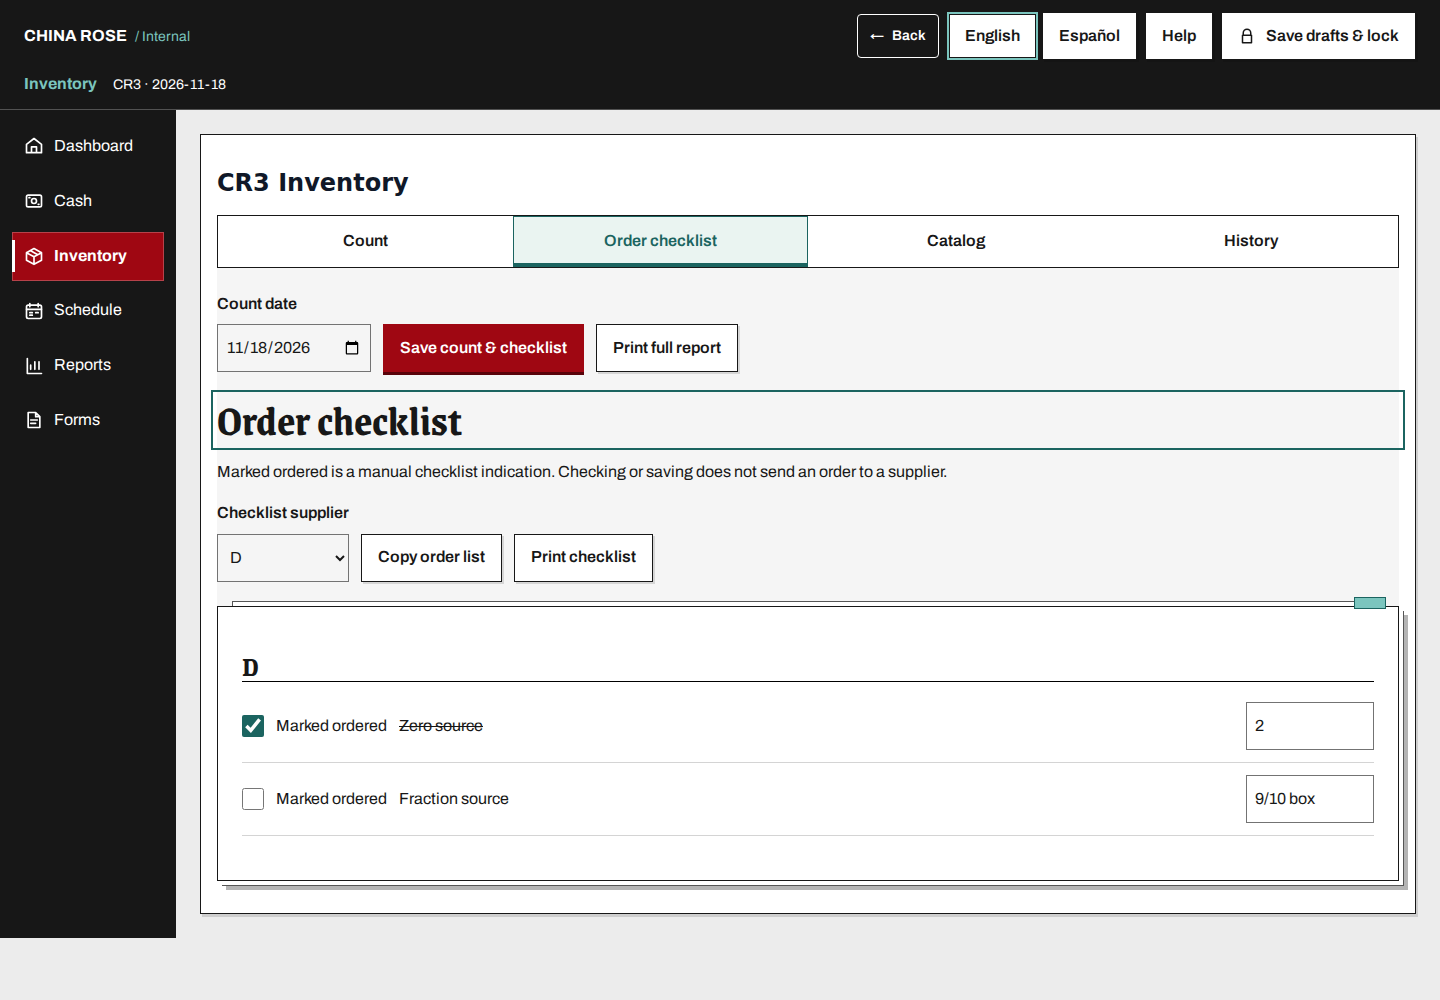 CHINA ROSE / Internal
← Back
English
Español
Help
Save drafts & lock
Inventory CR3 · 2026-11-18
Dashboard
Cash
Inventory
Schedule
Reports
Forms
CR3 Inventory
Count
Order checklist
Catalog
History
Count date
11/18/2026
Save count & checklist
Print full report
Order checklist
Marked ordered is a manual checklist indication. Checking or saving does not send an order to a supplier.
Checklist supplier
D
Copy order list
Print checklist
D
Marked ordered Zero source 2
Marked ordered Fraction source 9/10 box